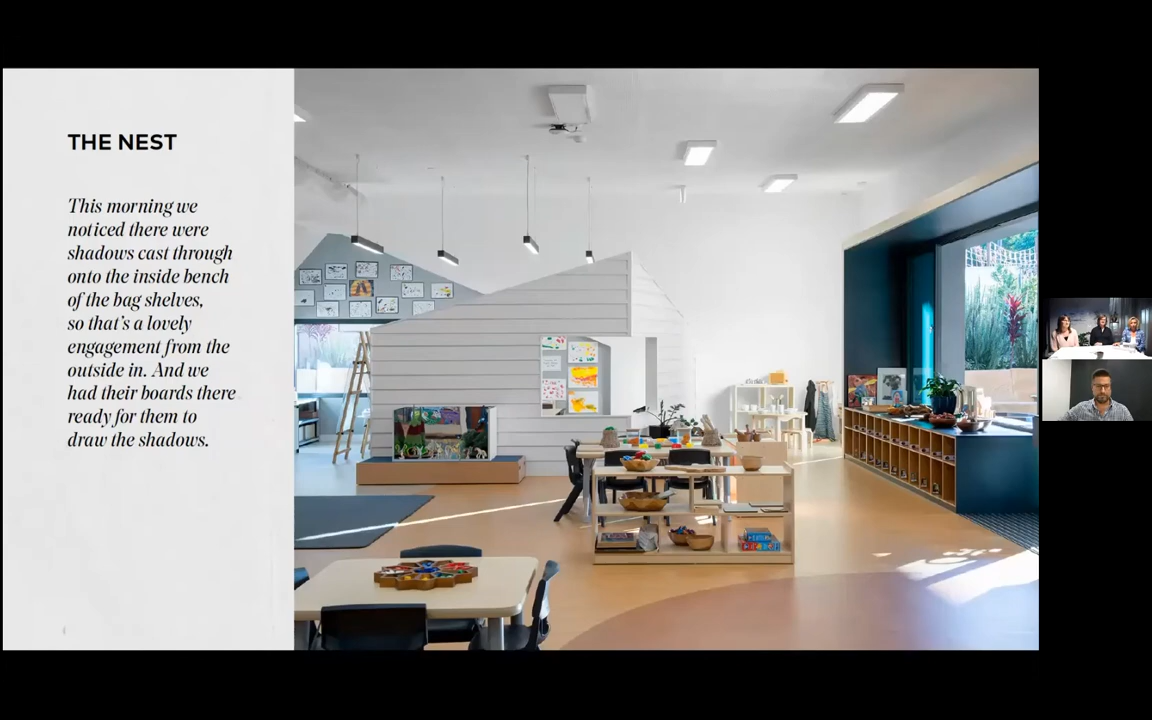 THE NEST
This morning we
noticed there were
shadows cast through
onto the inside bench
of the bag shelves,
so that's a lovely
engagement from the
outside in. And we
had their boards there
ready for them to
draw the shadows.